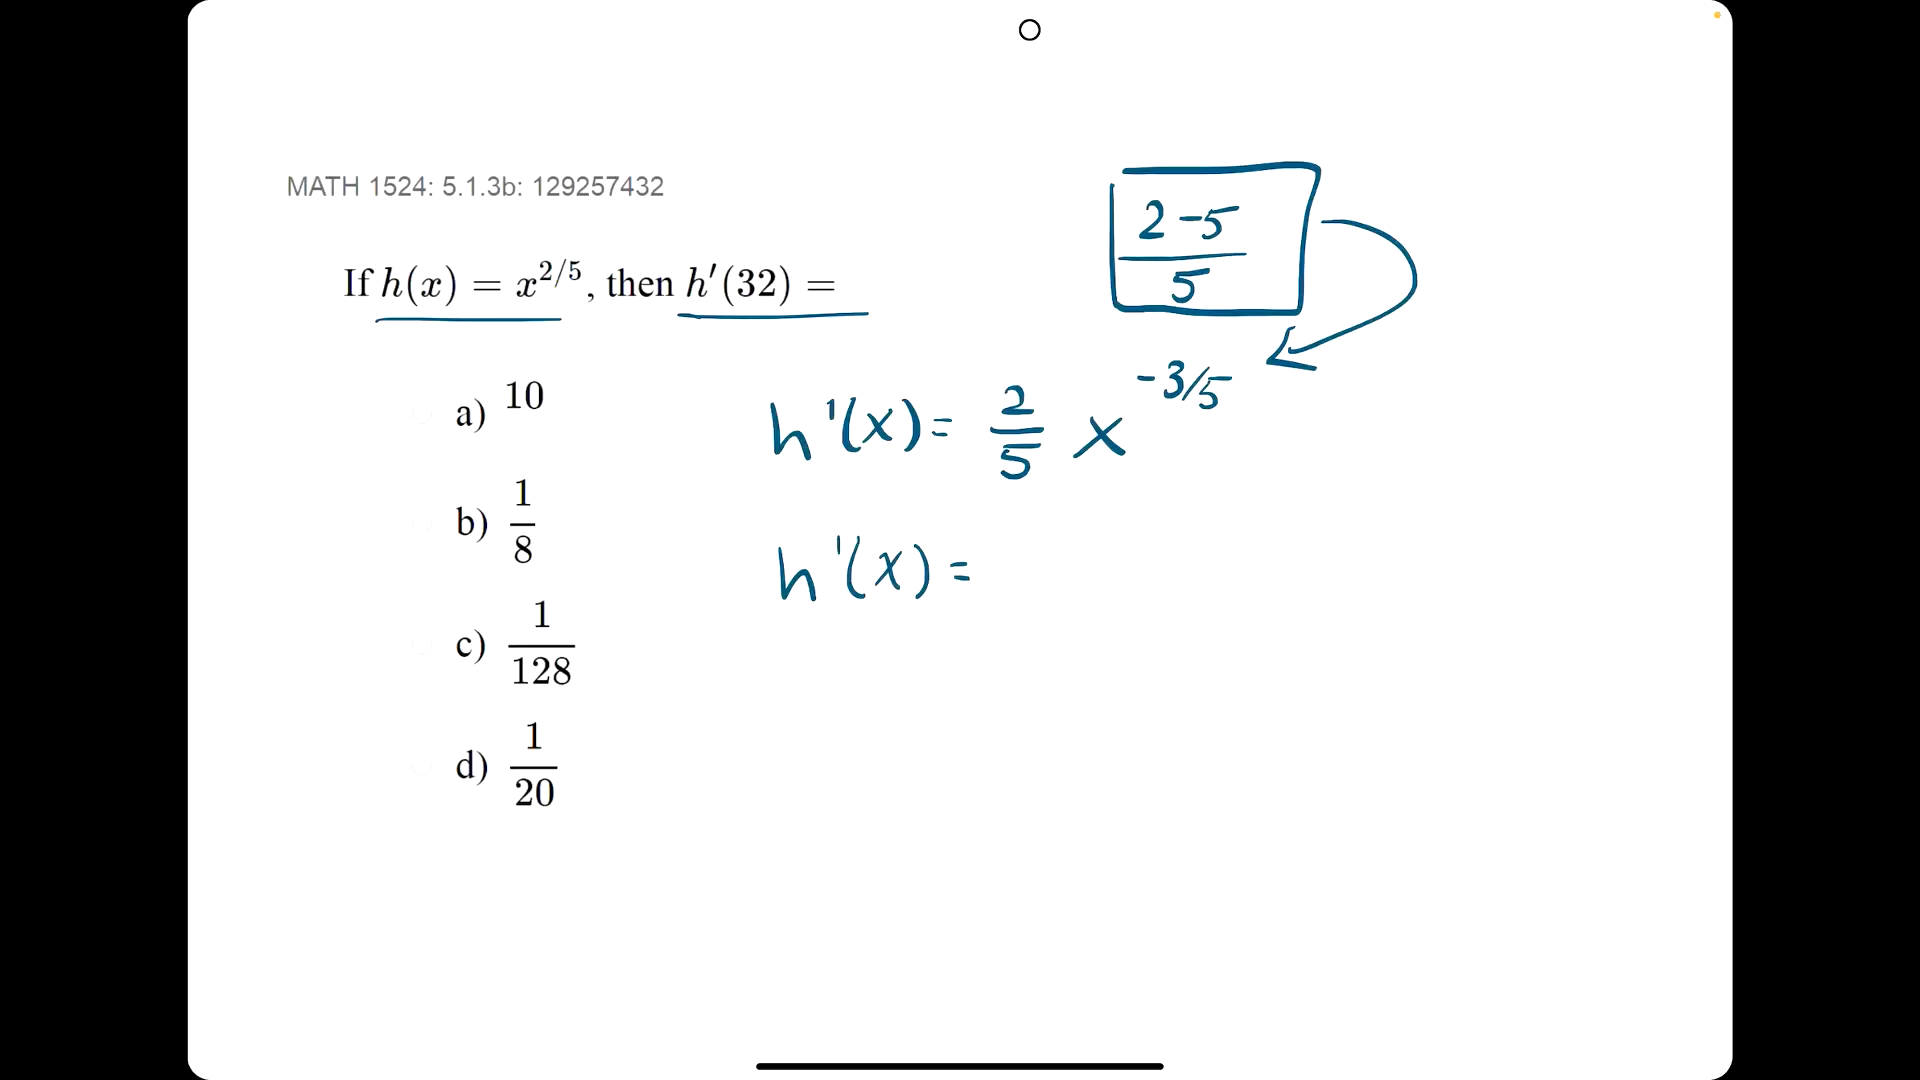 MATH 1524: 5.1.3b: 129257432
If h(x) = x^{2/5}, then h′(32) =
a) 10
b) 1/8
c) 1/128
d) 1/20
2-5
5
h'(x) = 2/5 x^{-3/5}
h'(x) =